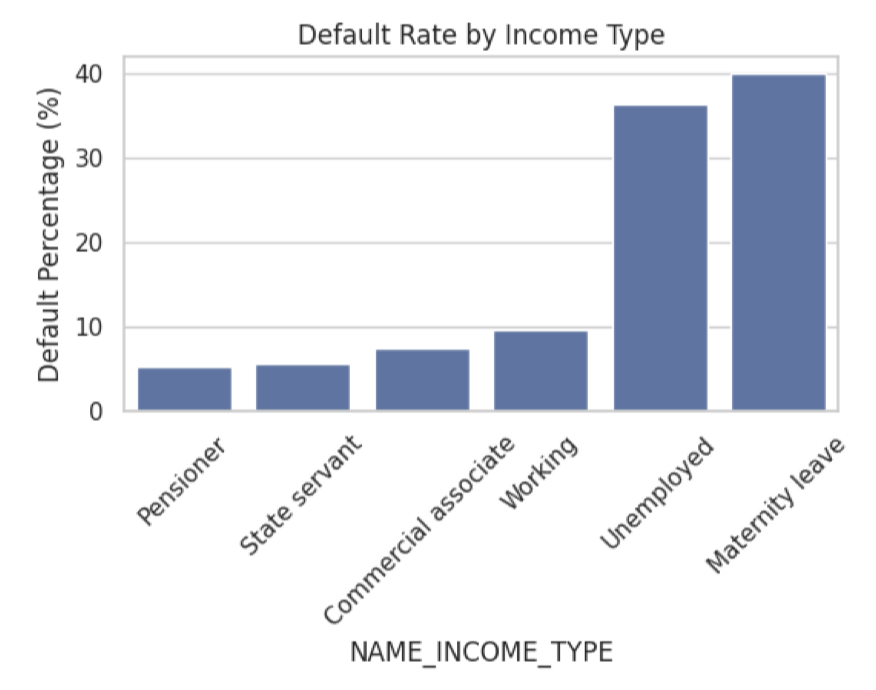 Default Rate by Income Type
Default Percentage (%)
40
30
20
10
0
Pensioner
State servant
Commercial associate
Working
Unemployed
Maternity leave
NAME_INCOME_TYPE